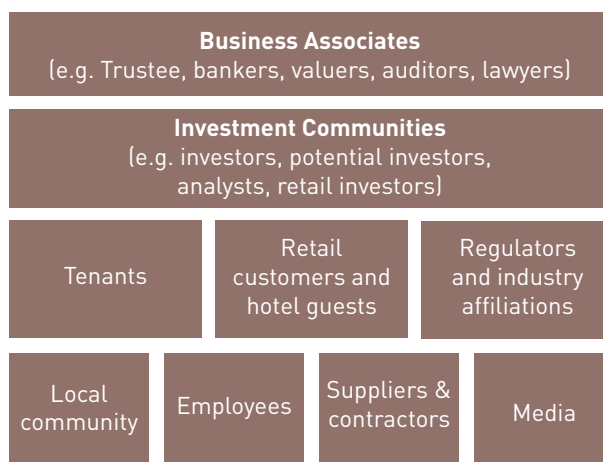 Business Associates
(e.g. Trustee, bankers, valuers, auditors, lawyers)
Investment Communities
(e.g. investors, potential investors,
analysts, retail investors)
Tenants
Retail
customers and
hotel guests
Regulators
and industry
affiliations
Local
community
Employees
Suppliers &
contractors
Media